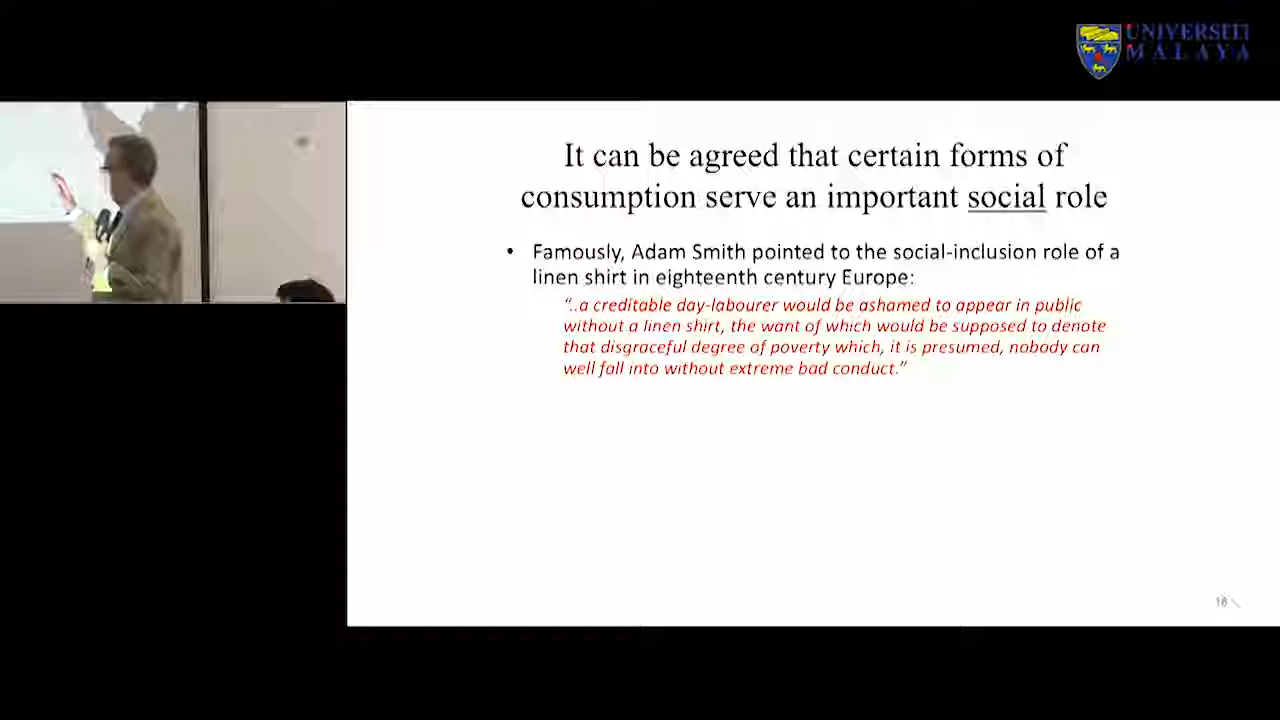 UNIVERSITI
MALAYA
It can be agreed that certain forms of
consumption serve an important social role
• Famously, Adam Smith pointed to the social-inclusion role of a
linen shirt in eighteenth century Europe:
“..a creditable day-labourer would be ashamed to appear in public
without a linen shirt, the want of which would be supposed to denote
that disgraceful degree of poverty which, it is presumed, nobody can
well fall into without extreme bad conduct.”
10